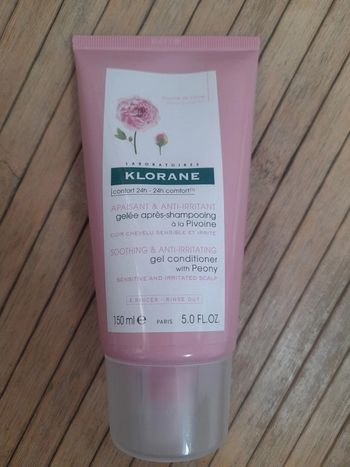 LABORATOIRES
KLORANE
confort 24h - 24h comfort(1)
APAISANT & ANTI-IRRITANT
gelée après-shampooing
à la Pivoine
CUIR CHEVELU SENSIBLE ET IRRITÉ
SOOTHING & ANTI-IRRITATING
gel conditioner
with Peony
SENSITIVE AND IRRITATED SCALP
À RINCER - RINSE OUT
150 ml e PARIS 5.0 FL.OZ.